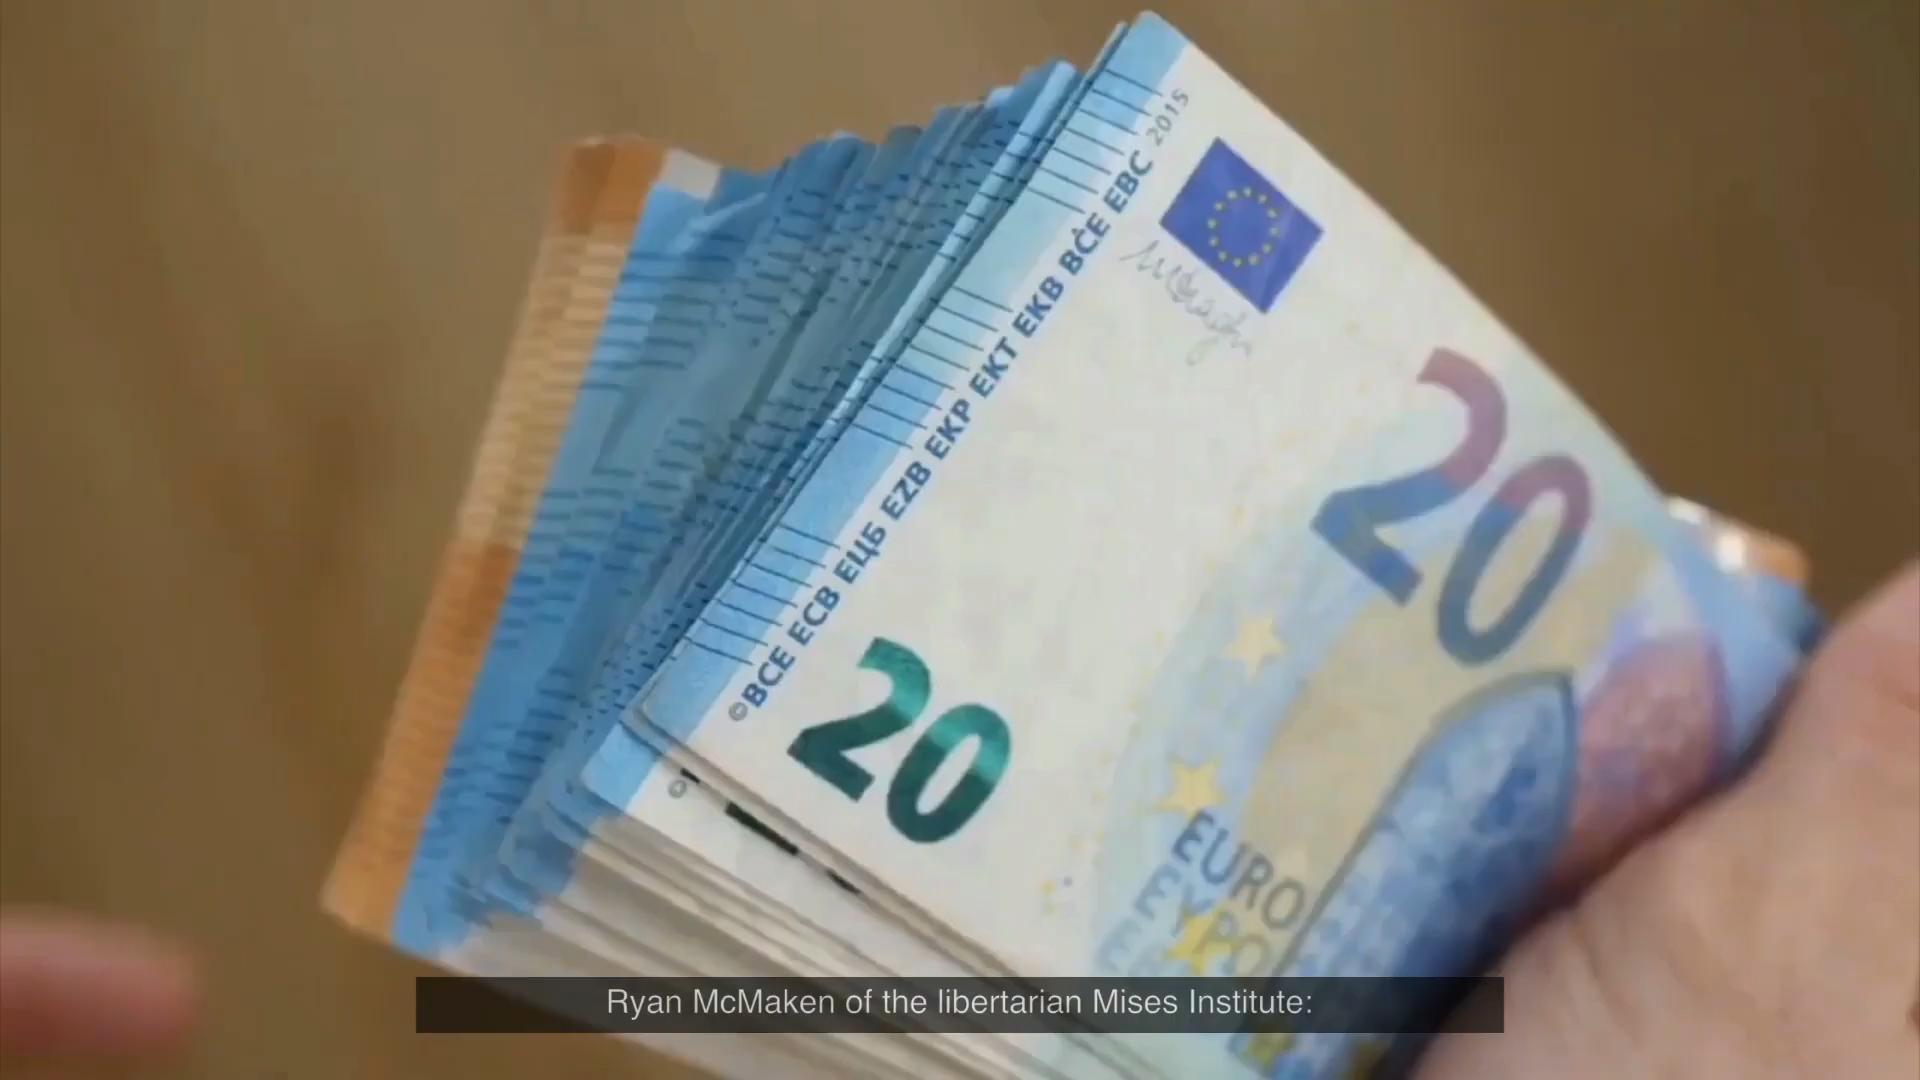 ©BCE ECB ЕЦБ EZB EKP EKT EKB BĊE EBC 2015
20
20
EURO
ΕΥΡΩ
©
Ryan McMaken of the libertarian Mises Institute: